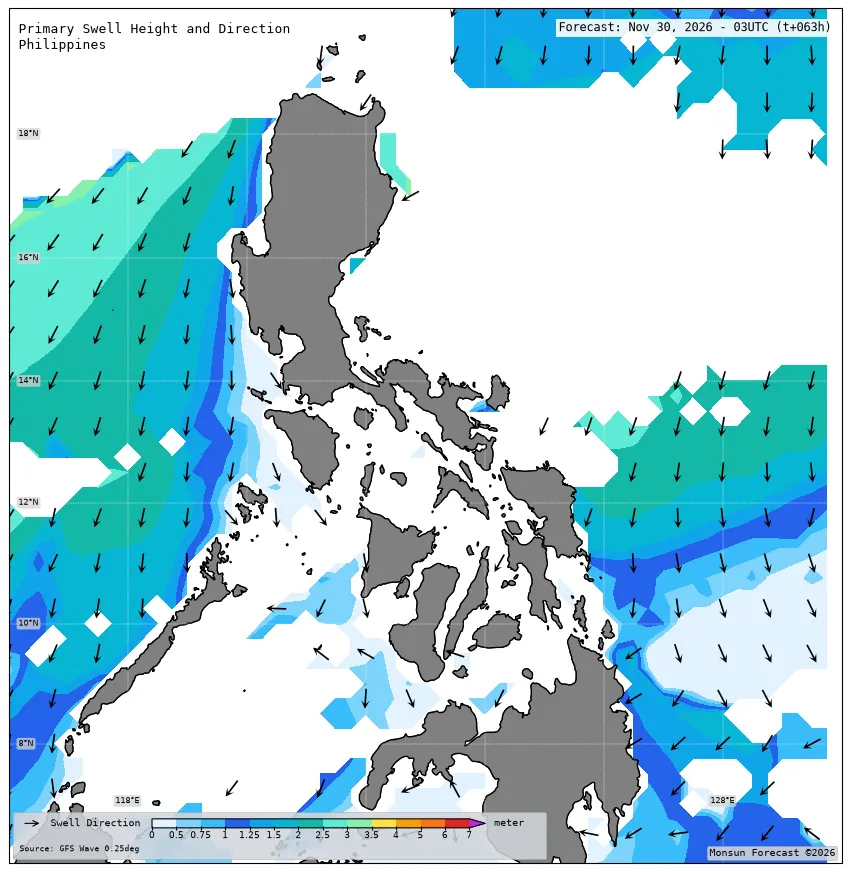 Primary Swell Height and Direction
Philippines
Forecast: Nov 30, 2026 - 03UTC (t+063h)
18°N
16°N
14°N
12°N
10°N
8°N
118°E
128°E
Swell Direction
0 0.5 0.75 1 1.25 1.5 2 2.5 3 3.5 4 5 6 7
meter
Source: GFS Wave 0.25deg
Monsun Forecast ©2026